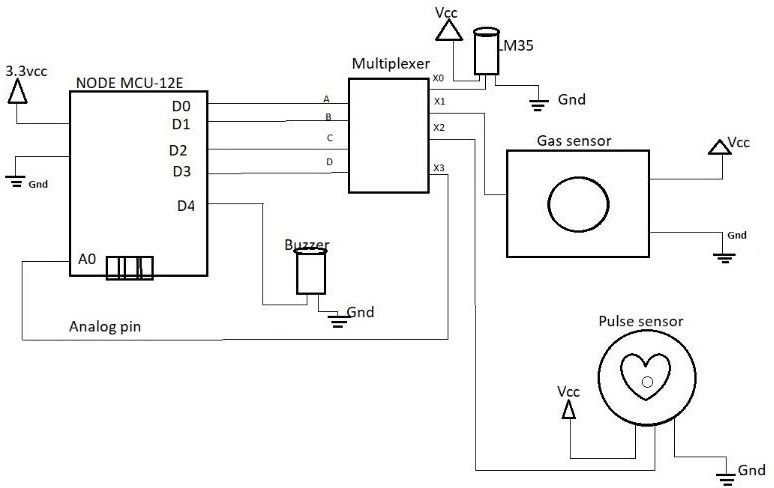 Vcc
LM35
3.3vcc
Multiplexer
NODE MCU-12E
X0
D0
A
X1
Gnd
D1
B
X2
Gas sensor
Vcc
D2
C
D3
D
X3
Gnd
D4
Gnd
Buzzer
A0
Gnd
Analog pin
Pulse sensor
Vcc
Gnd